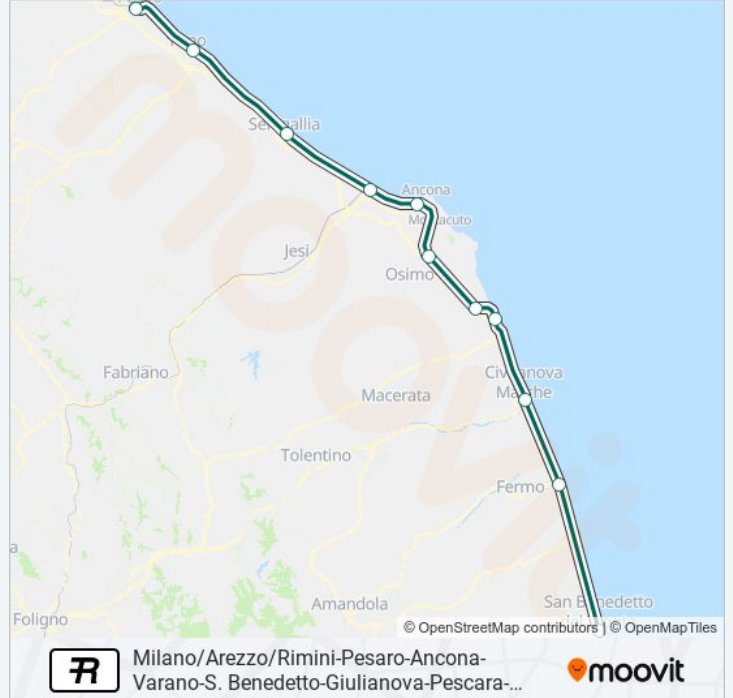 Senigallia
Ancona
Jesi
Osimo
Fabriano
Civitanova
Marche
Macerata
Tolentino
Fermo
a
Amandola
San Benedetto
Foligno
© OpenStreetMap contributors | © OpenMapTiles
R
Milano/Arezzo/Rimini-Pesaro-Ancona-
Varano-S. Benedetto-Giulianova-Pescara-...
moovit
moovit